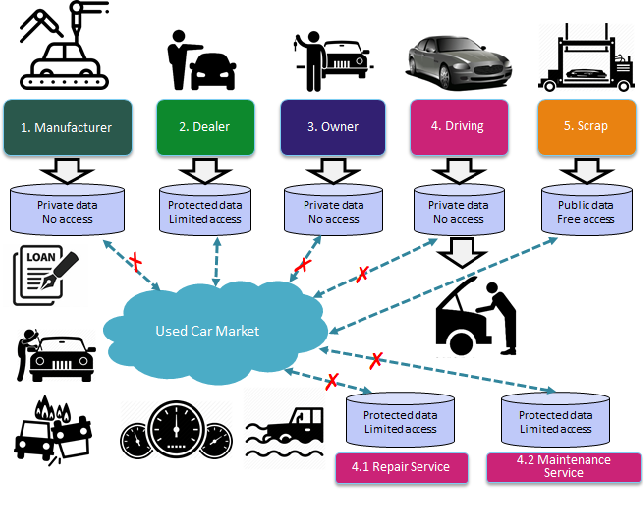 1. Manufacturer
2. Dealer
3. Owner
4. Driving
5. Scrap
Private data
No access
Protected data
Limited access
Private data
No access
Private data
No access
Public data
Free access
LOAN
Used Car Market
Protected data
Limited access
Protected data
Limited access
4.1 Repair Service
4.2 Maintenance
Service